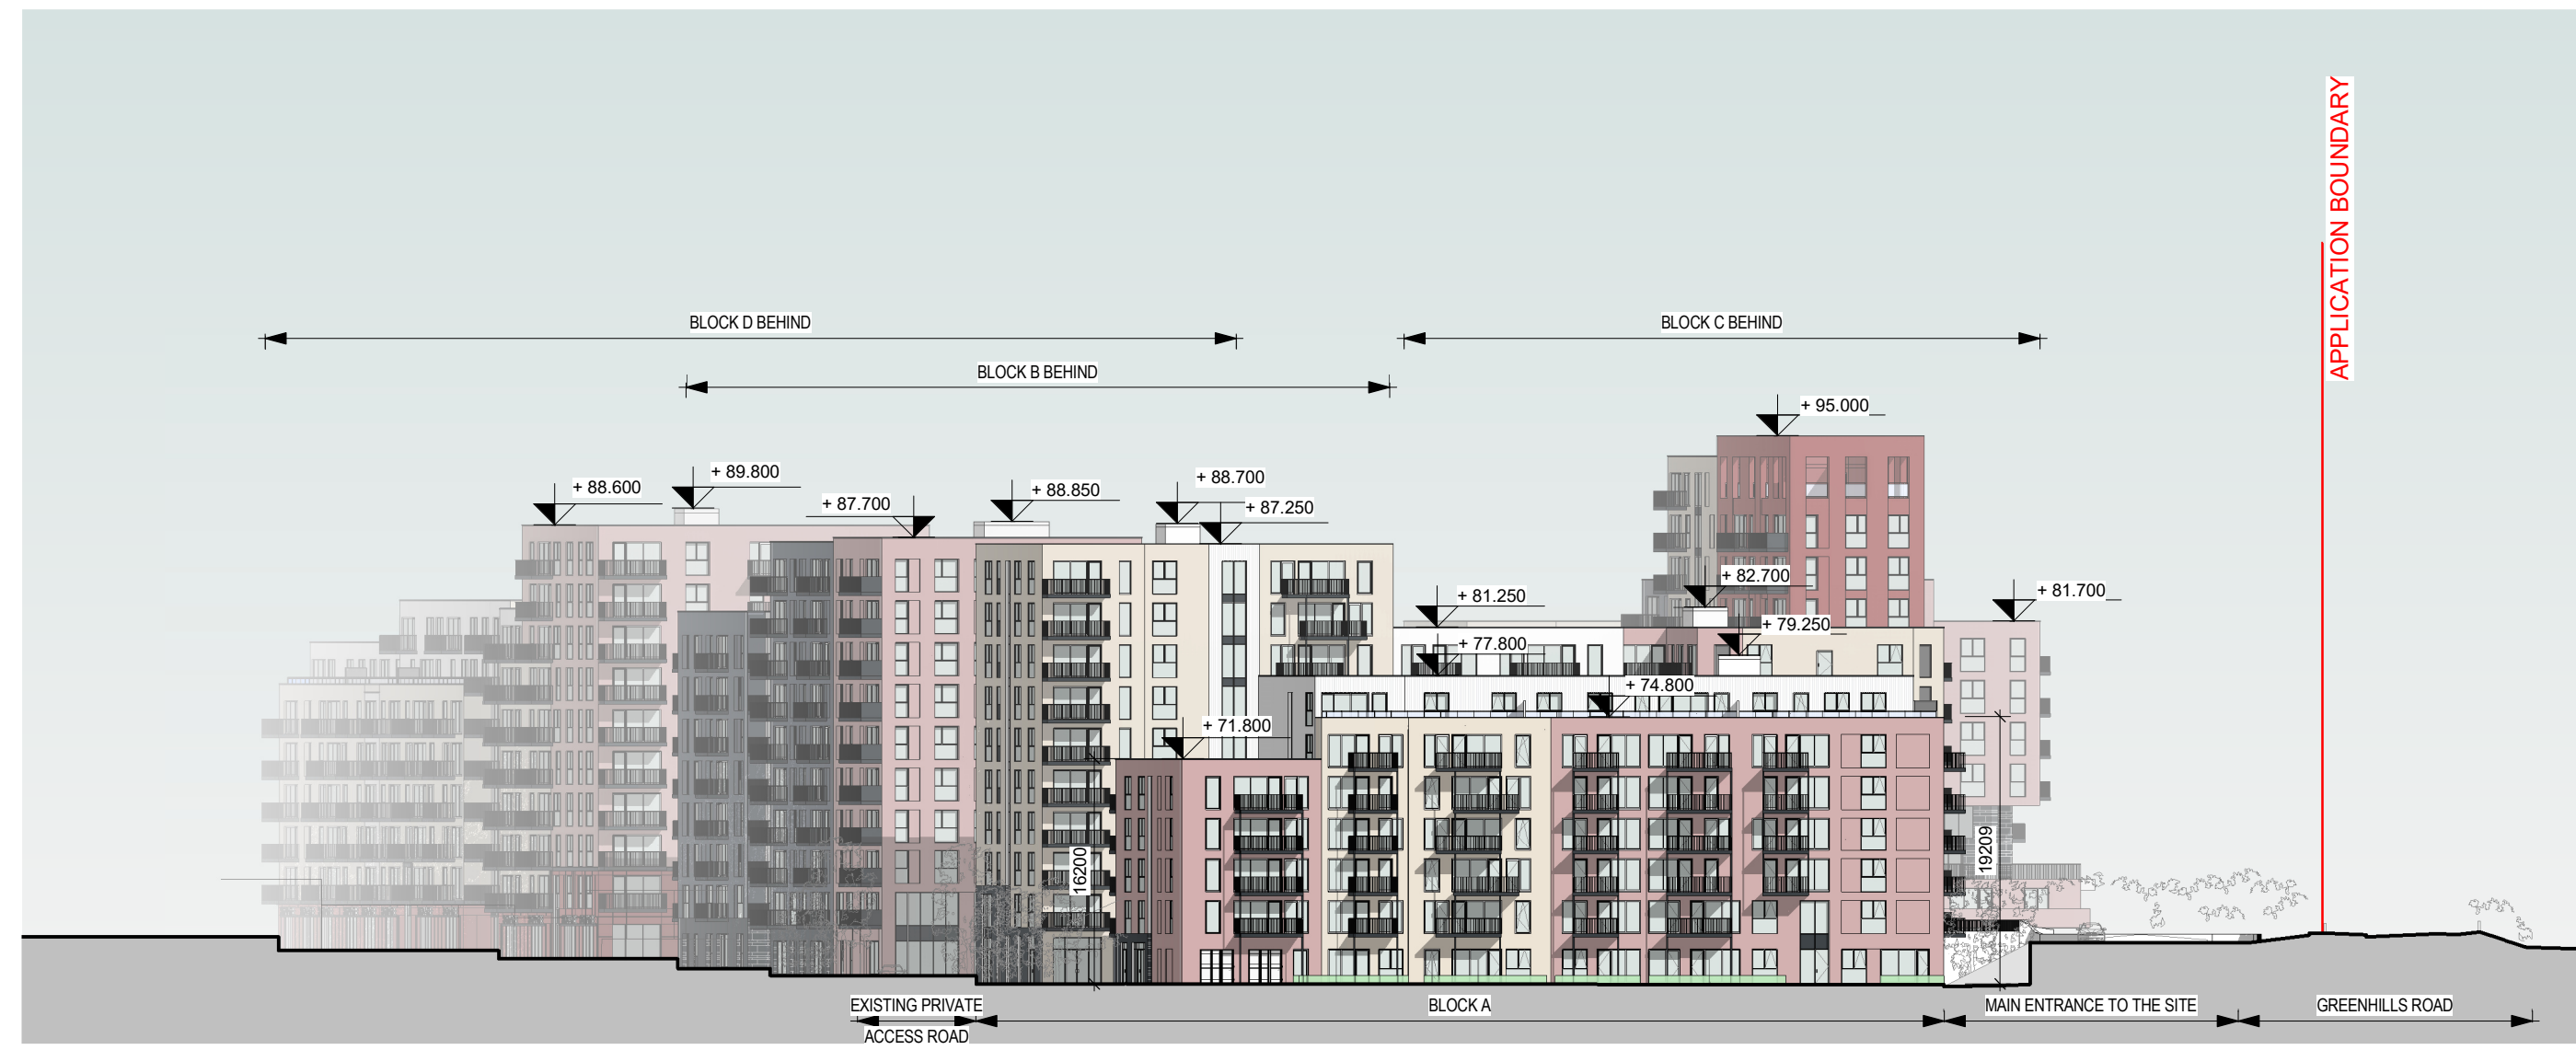 APPLICATION BOUNDARY
BLOCK D BEHIND
BLOCK C BEHIND
BLOCK B BEHIND
+ 95.000
+ 89.800
+ 88.600
+ 88.850
+ 88.700
+ 87.700
+ 87.250
+ 82.700
+ 81.250
+ 81.700
+ 79.250
+ 77.800
+ 74.800
+ 71.800
16200
19209
EXISTING PRIVATE
ACCESS ROAD
BLOCK A
MAIN ENTRANCE TO THE SITE
GREENHILLS ROAD